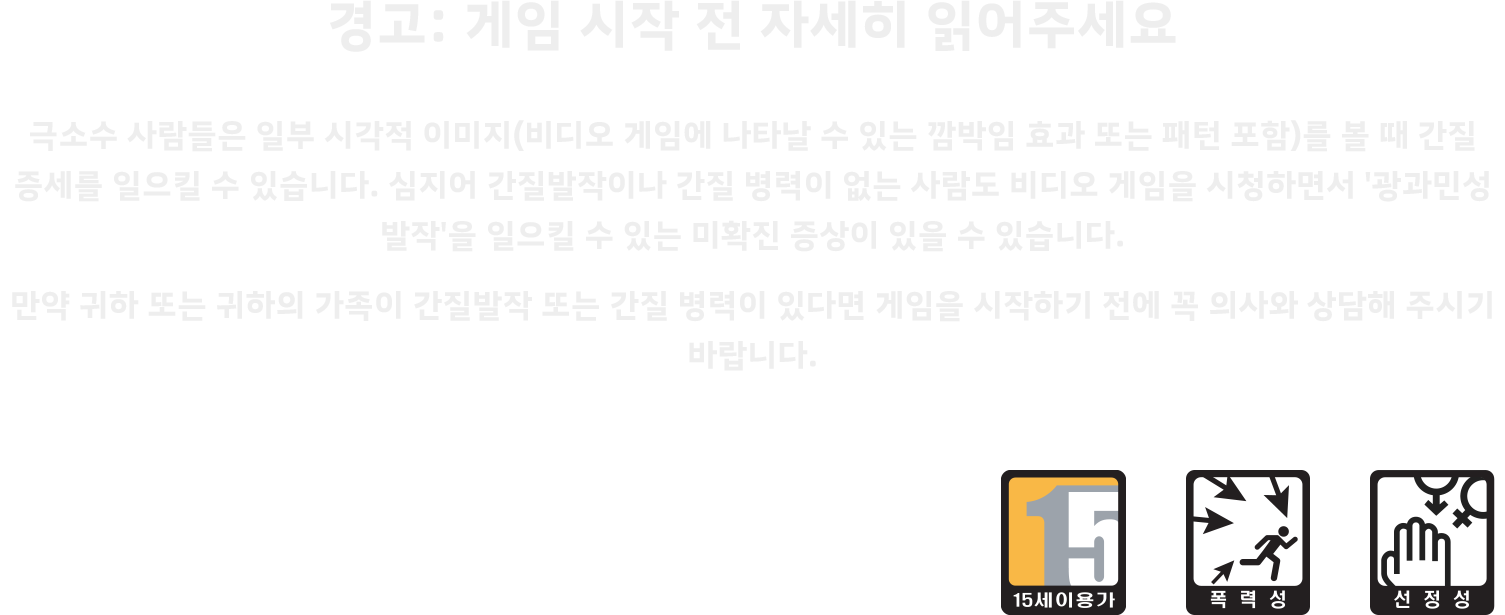 경고: 게임 시작 전 자세히 읽어주세요
극소수 사람들은 일부 시각적 이미지(비디오 게임에 나타날 수 있는 깜박임 효과 또는 패턴 포함)를 볼 때 간질
증세를 일으킬 수 있습니다. 심지어 간질발작이나 간질 병력이 없는 사람도 비디오 게임을 시청하면서 '광과민성
발작'을 일으킬 수 있는 미확진 증상이 있을 수 있습니다.
만약 귀하 또는 귀하의 가족이 간질발작 또는 간질 병력이 있다면 게임을 시작하기 전에 꼭 의사와 상담해 주시기
바랍니다.
15
15세이용가
폭력성
선정성